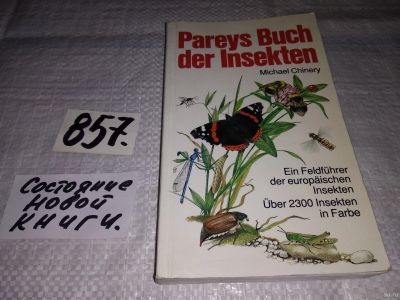 Pareys Buch
der Insekten
Michael Chinery
Ein Feldführer
der europäischen
Insekten
Über 2300 Insekten
in Farbe
857.
Состояние
новой
книги.